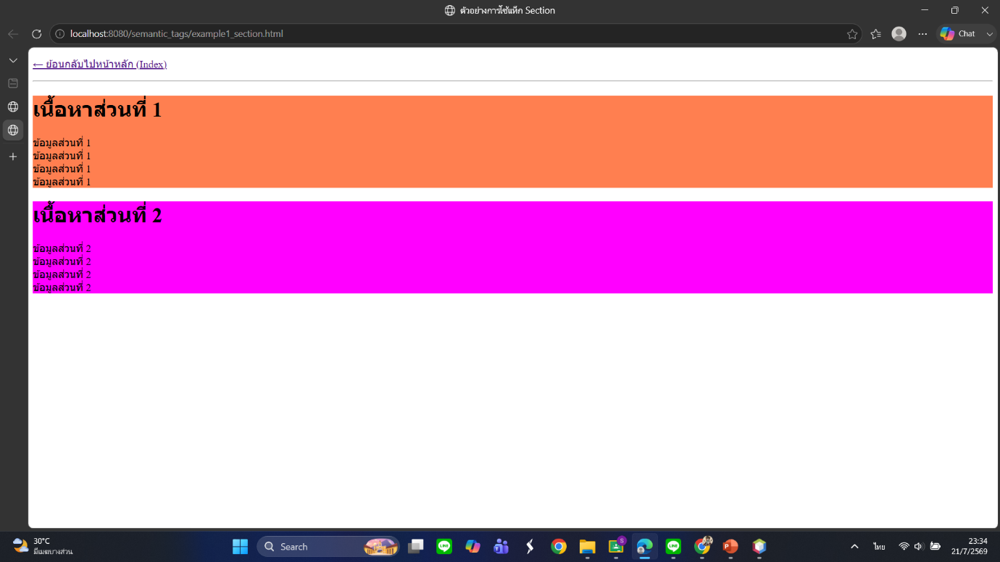 ตัวอย่างการใช้แท็ก Section
localhost:8080/semantic_tags/example1_section.html
Chat
← ย้อนกลับไปหน้าหลัก (Index)
เนื้อหาส่วนที่ 1
ข้อมูลส่วนที่ 1
ข้อมูลส่วนที่ 1
ข้อมูลส่วนที่ 1
ข้อมูลส่วนที่ 1
เนื้อหาส่วนที่ 2
ข้อมูลส่วนที่ 2
ข้อมูลส่วนที่ 2
ข้อมูลส่วนที่ 2
ข้อมูลส่วนที่ 2
30°C
มีเมฆบางส่วน
Search
LINE
S
LINE
P
ไทย
23:34
21/7/2569